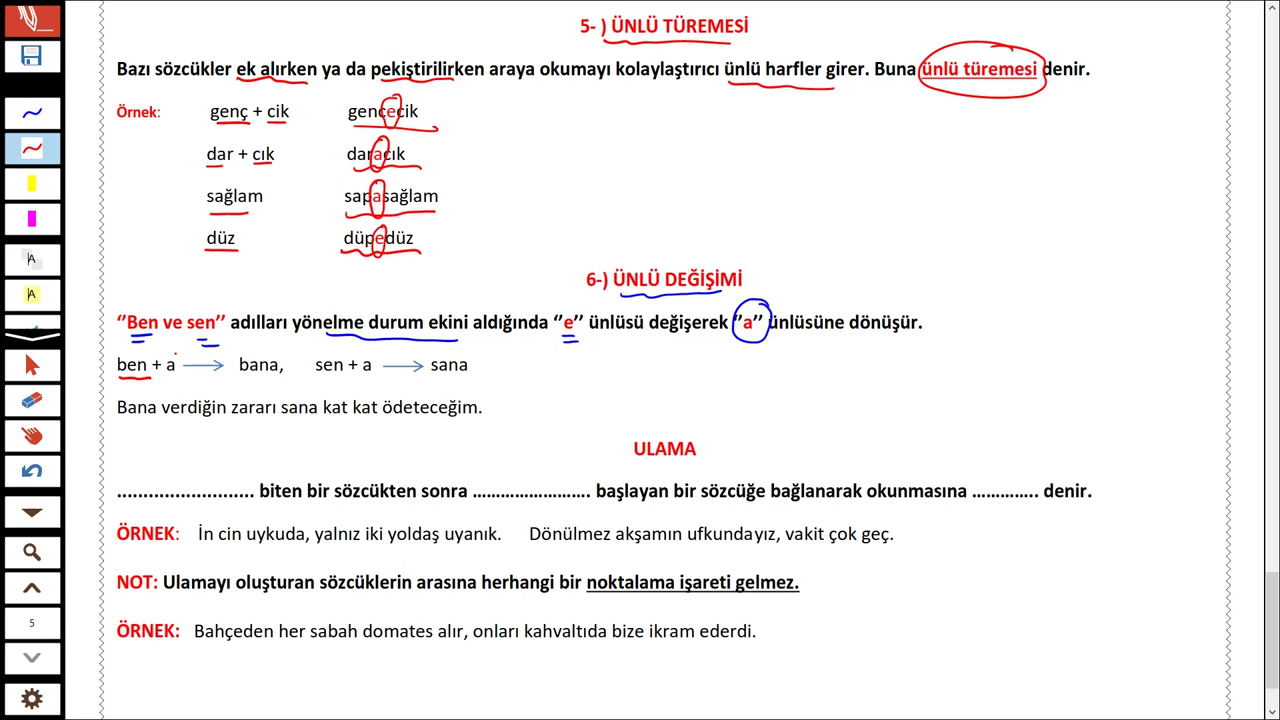 5- ) ÜNLÜ TÜREMESİ
Bazı sözcükler ek alırken ya da pekiştirilirken araya okumayı kolaylaştırıcı ünlü harfler girer. Buna ünlü türemesi denir.
Örnek: genç + cik gençecik
dar + cık daracık
sağlam sapasağlam
düz düpedüz
6-) ÜNLÜ DEĞİŞİMİ
‘‘Ben ve sen’’ adılları yönelme durum ekini aldığında ‘‘e’’ ünlüsü değişerek ‘‘a’’ ünlüsüne dönüşür.
ben + a → bana, sen + a → sana
Bana verdiğin zararı sana kat kat ödeteceğim.
ULAMA
.......................... biten bir sözcükten sonra ......................... başlayan bir sözcüğe bağlanarak okunmasına .............. denir.
ÖRNEK: İn cin uykuda, yalnız iki yoldaş uyanık. Dönülmez akşamın ufkundayız, vakit çok geç.
NOT: Ulamayı oluşturan sözcüklerin arasına herhangi bir noktalama işareti gelmez.
ÖRNEK: Bahçeden her sabah domates alır, onları kahvaltıda bize ikram ederdi.
A
A
5